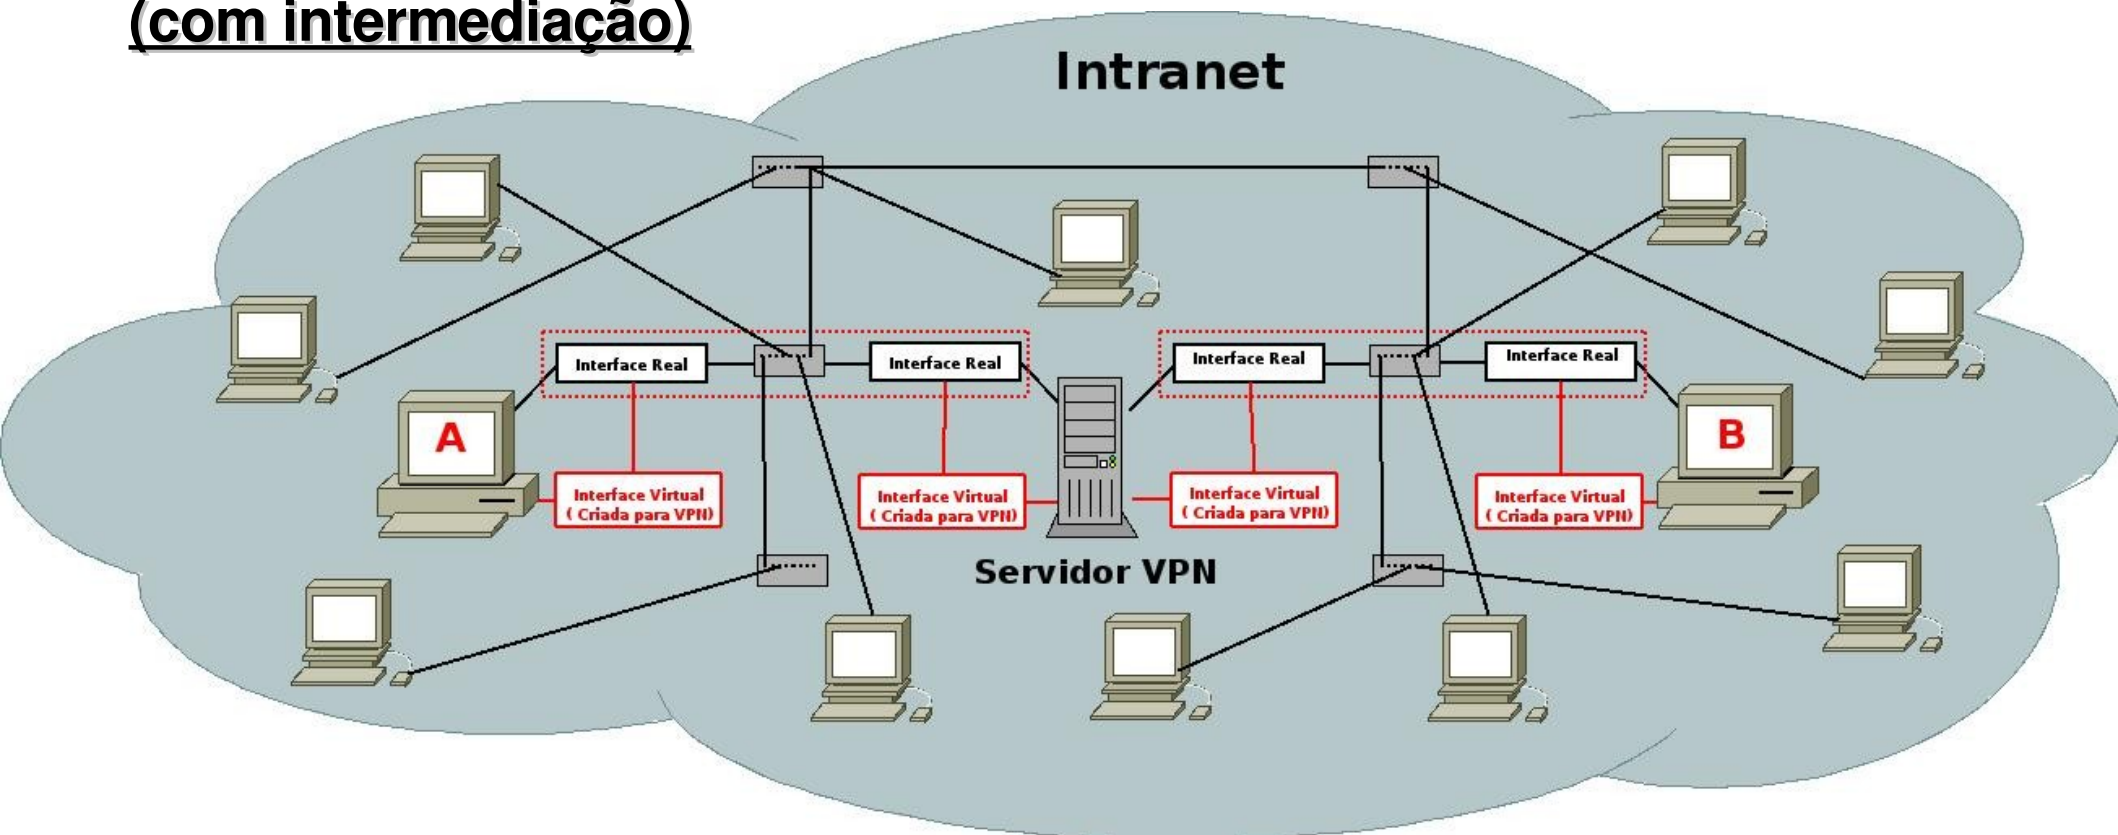 (com intermediação)
Intranet
Interface Real
Interface Real
Interface Real
Interface Real
A
B
Interface Virtual
( Criada para VPN)
Interface Virtual
( Criada para VPN)
Interface Virtual
( Criada para VPN)
Interface Virtual
( Criada para VPN)
Servidor VPN